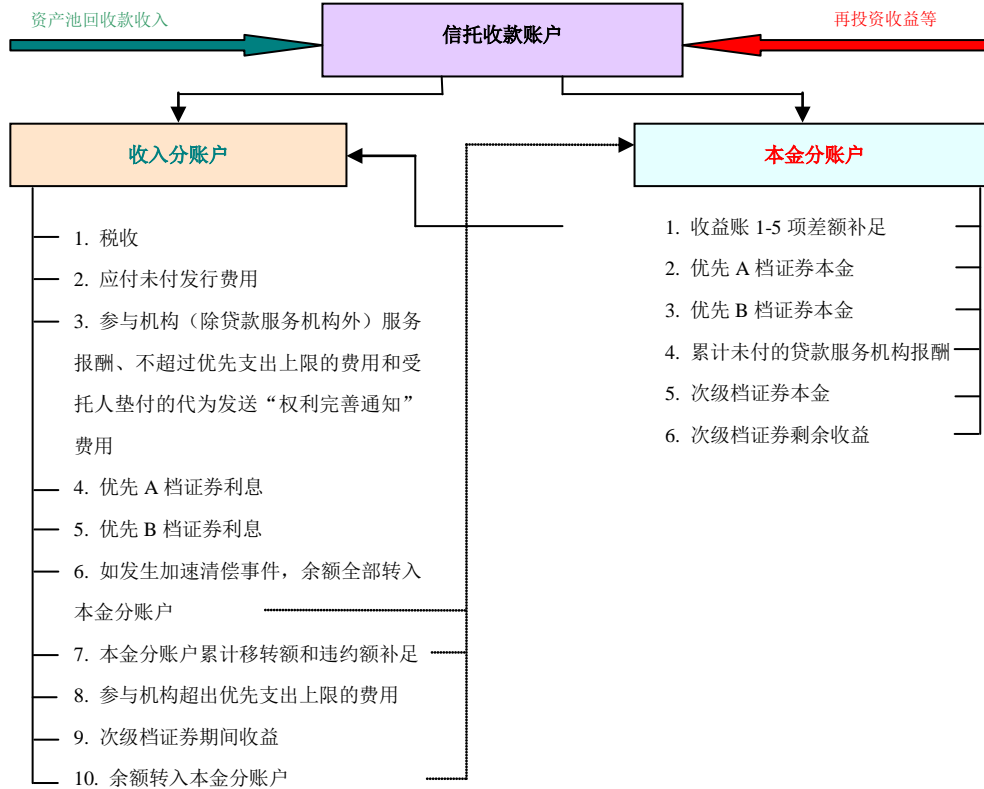 资产池回收款收入
信托收款账户
再投资收益等
收入分账户
本金分账户
1. 税收
2. 应付未付发行费用
3. 参与机构（除贷款服务机构外）服务
报酬、不超过优先支出上限的费用和受
托人垫付的代为发送“权利完善通知”
费用
4. 优先 A 档证券利息
5. 优先 B 档证券利息
6. 如发生加速清偿事件，余额全部转入
本金分账户
7. 本金分账户累计移转额和违约额补足
8. 参与机构超出优先支出上限的费用
9. 次级档证券期间收益
10. 余额转入本金分账户
1. 收益账 1-5 项差额补足
2. 优先 A 档证券本金
3. 优先 B 档证券本金
4. 累计未付的贷款服务机构报酬
5. 次级档证券本金
6. 次级档证券剩余收益